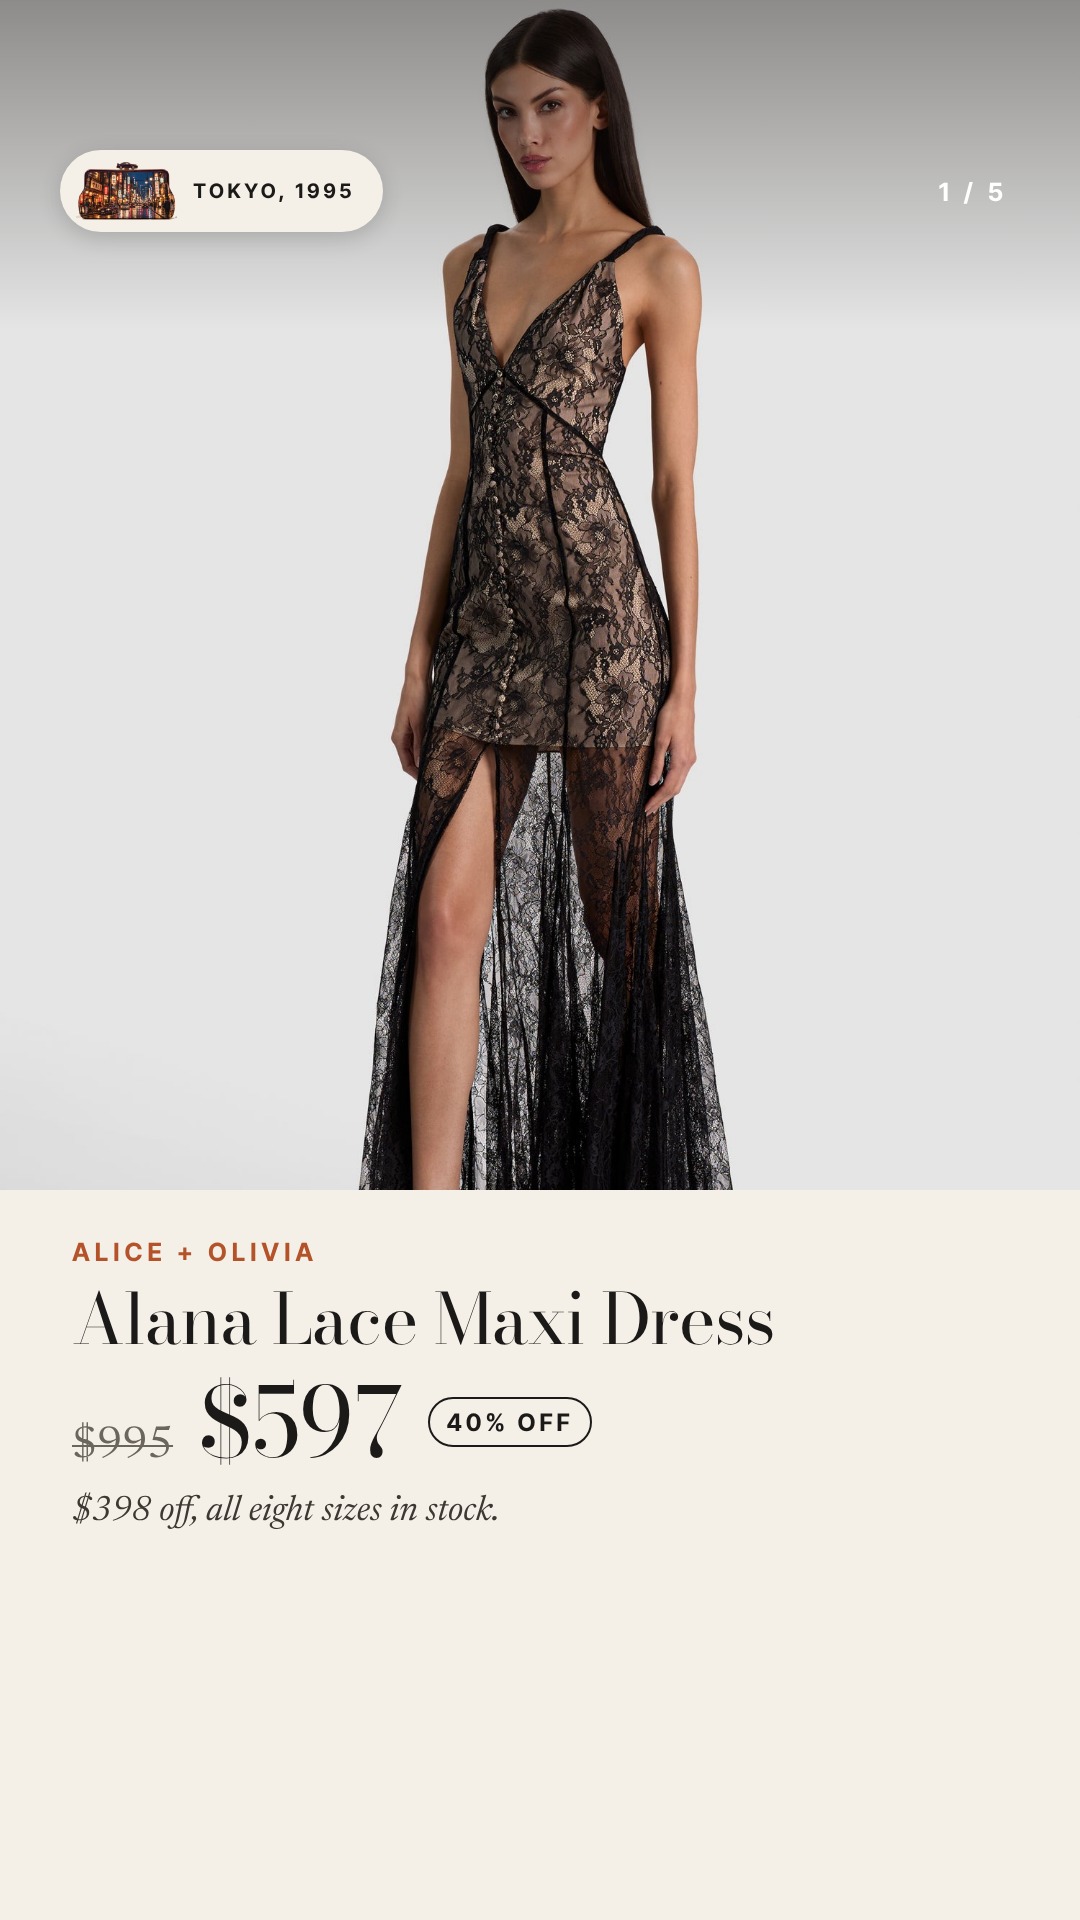 TOKYO, 1995
1 / 5
ALICE + OLIVIA
Alana Lace Maxi Dress
$995 $597 40% OFF
$398 off, all eight sizes in stock.